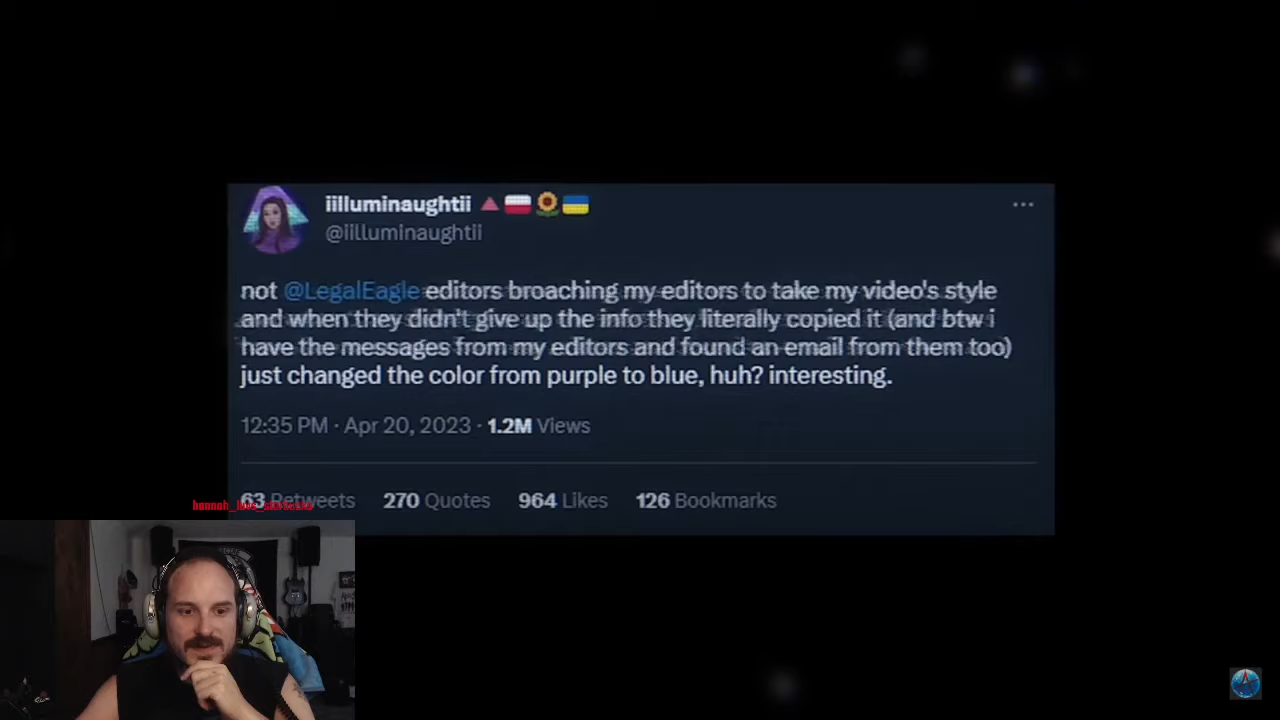 iilluminaughtii
@iilluminaughtii
not @LegalEagle editors broaching my editors to take my video's style
and when they didn't give up the info they literally copied it (and btw i
have the messages from my editors and found an email from them too)
just changed the color from purple to blue, huh? interesting.
12:35 PM · Apr 20, 2023 · 1.2M Views
63 Retweets 270 Quotes 964 Likes 126 Bookmarks